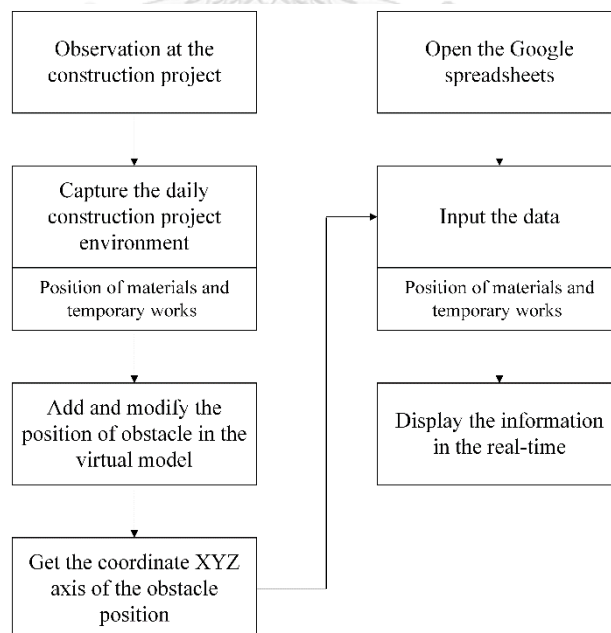 Observation at the
construction project
Capture the daily
construction project
environment
Position of materials and
temporary works
Add and modify the
position of obstacle in the
virtual model
Get the coordinate XYZ
axis of the obstacle
position
Open the Google
spreadsheets
Input the data
Position of materials and
temporary works
Display the information
in the real-time